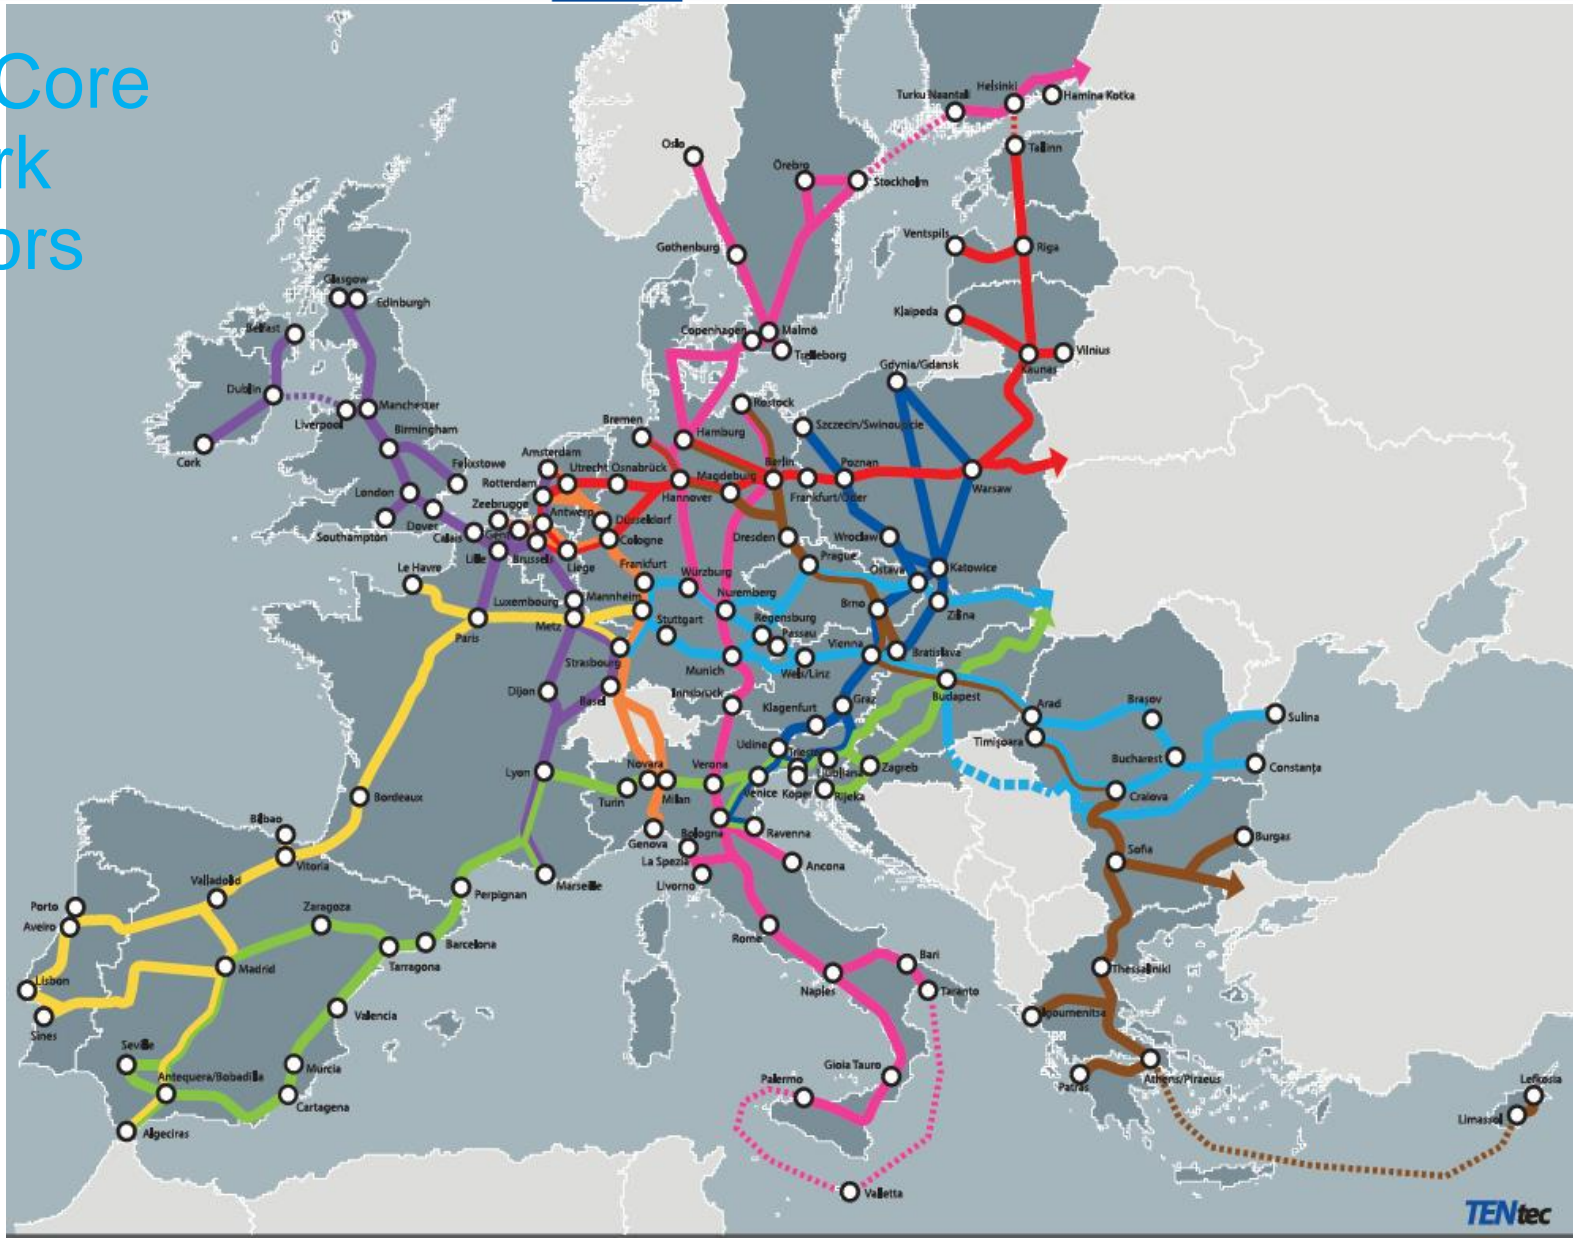 Core
rk
ors
Helsinki
Turku Naantali
Hamina Kotka
Oslo
Tallinn
Örebro
Stockholm
Ventspils
Riga
Gothenburg
Glasgow
Edinburgh
Klaipeda
Belfast
Copenhagen
Malmö
Trelleborg
Vilnius
Kaunas
Gdynia/Gdansk
Dublin
Liverpool
Manchester
Rostock
Bremen
Hamburg
Szczecin/Swinoujscie
Birmingham
Cork
Felixstowe
Amsterdam
Utrecht
Osnabrück
Magdeburg
Berlin
Poznan
Rotterdam
Hannover
Frankfurt/Oder
Warsaw
London
Zeebrugge
Antwerp
Düsseldorf
Southampton
Dover
Calais
Gent
Cologne
Dresden
Wroclaw
Lille
Brussels
Liege
Frankfurt
Prague
Le Havre
Würzburg
Ostava
Katowice
Luxembourg
Mannheim
Nuremberg
Brno
Zilina
Paris
Metz
Stuttgart
Regensburg
Passau
Strasbourg
Munich
Wels/Linz
Vienna
Bratislava
Dijon
Basel
Innsbruck
Klagenfurt
Graz
Budapest
Arad
Brașov
Sulina
Udine
Trieste
Timișoara
Bucharest
Constanța
Lyon
Novara
Verona
Ljubljana
Zagreb
Turin
Milan
Venice
Koper
Rijeka
Craiova
Bordeaux
Bilbao
Genova
Bologna
Ravenna
Burgas
Vitoria
La Spezia
Ancona
Sofia
Valladolid
Perpignan
Marseille
Livorno
Porto
Zaragoza
Aveiro
Barcelona
Rome
Bari
Madrid
Tarragona
Thessaliniki
Lisbon
Naples
Taranto
Valencia
Igoumenitsa
Sines
Seville
Murcia
Gioia Tauro
Antequera/Bobadilla
Palermo
Patras
Athens/Piraeus
Lefkosia
Cartagena
Limassol
Algeciras
Valletta
TENtec